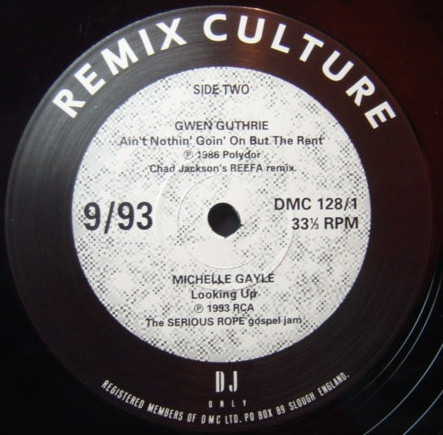 REMIX CULTURE
SIDE TWO
GWEN GUTHRIE
Ain't Nothin' Goin' On But The Rent
℗ 1986 Polydor
Chad Jackson's REEFA remix.
9/93
DMC 128/1
33⅓ RPM
MICHELLE GAYLE
Looking Up
℗ 1993 RCA
The SERIOUS ROPE gospel jam
DJ
ONLY
REGISTERED MEMBERS OF DMC LTD. PO BOX 89 SLOUGH ENGLAND.